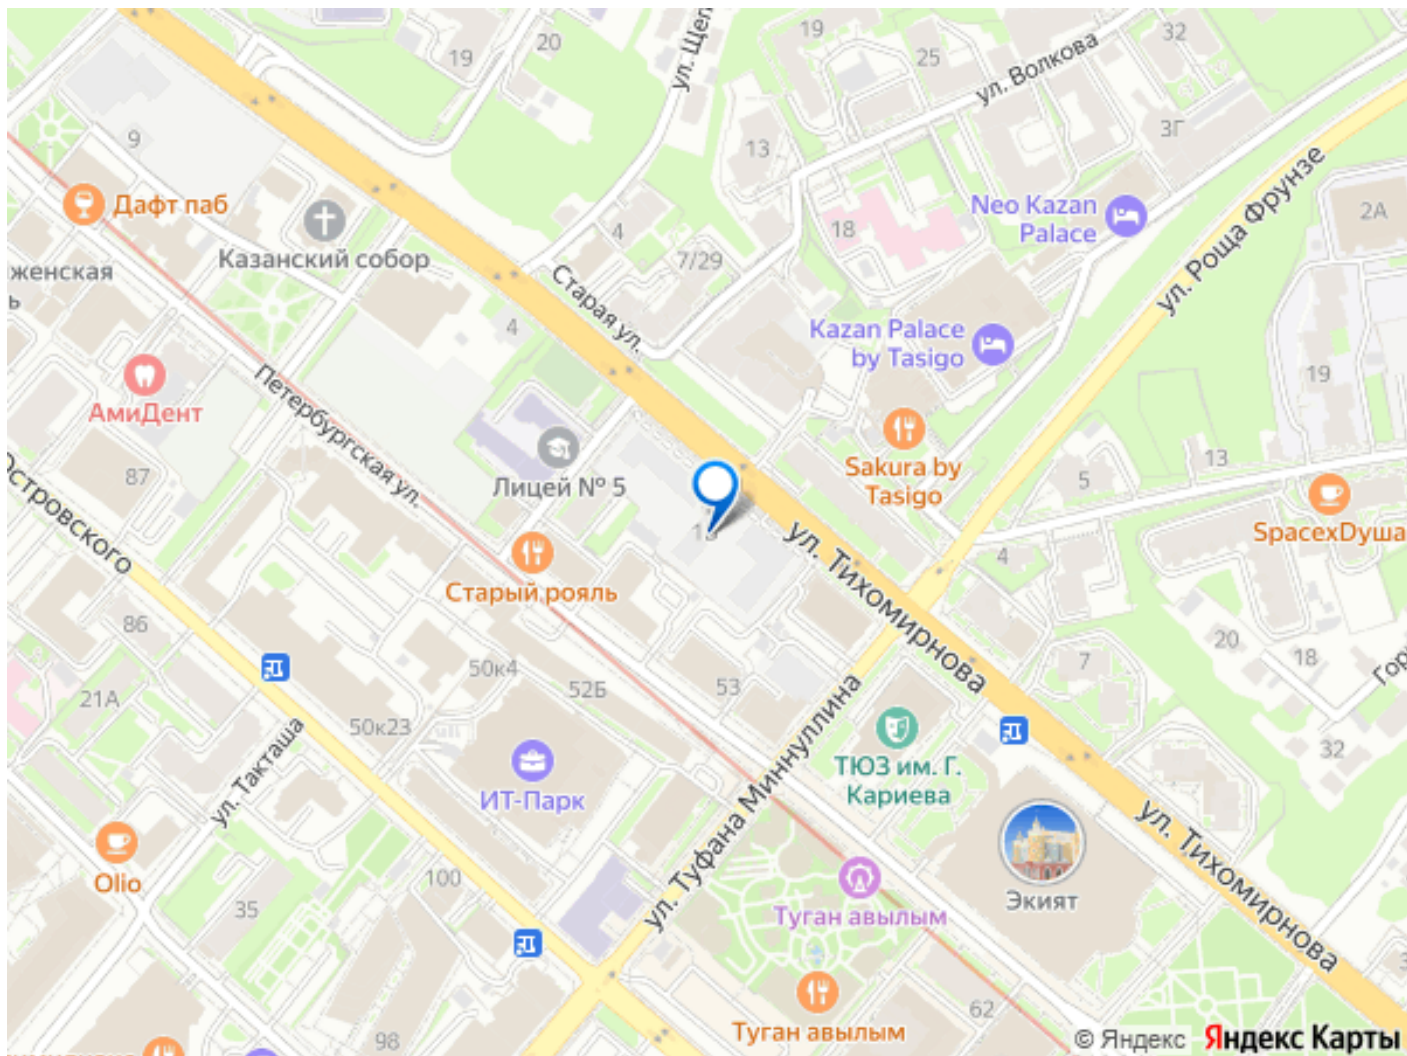 20
19
ул. Щеп
19
25
32
ул. Волкова
3Г
9
13
Дафт паб
Казанский собор
4
7/29
18
Neo Kazan
Palace
ул. Роща Фрунзе
2А
женская
ь
Старая ул.
4
Kazan Palace
by Tasigo
19
АмиДент
Петербургская ул.
87
Лицей № 5
Sakura by
Tasigo
5
13
SpacexДуша
Островского
ул. Тихомирнова
4
Старый рояль
86
21А
50к4
52Б
53
7
20
18
Гор
50к23
ул. Такташа
ИТ-Парк
ул. Туфана Миннуллина
ТЮЗ им. Г.
Кариева
32
ул. Тихомирнова
Olio
100
35
Туган авылым
Экият
98
Туган авылым
62
3
© Яндекс Яндекс Карты